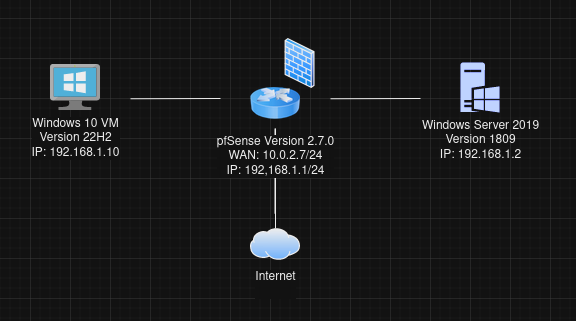 Windows 10 VM
Version 22H2
IP: 192.168.1.10
pfSense Version 2.7.0
WAN: 10.0.2.7/24
IP: 192,168.1.1/24
Windows Server 2019
Version 1809
IP: 192.168.1.2
Internet